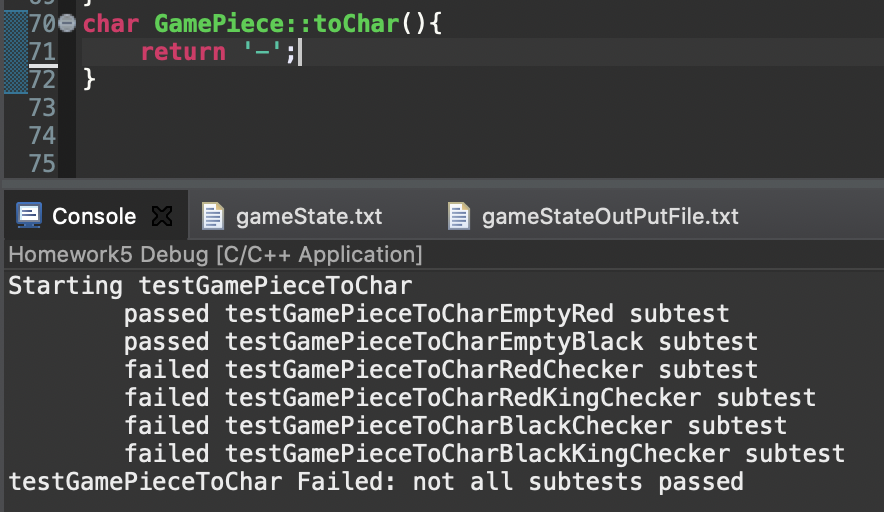 70 char GamePiece::toChar(){
71     return '-';
72 }
73
74
75
Console gameState.txt gameStateOutPutFile.txt
Homework5 Debug [C/C++ Application]
Starting testGamePieceToChar
        passed testGamePieceToCharEmptyRed subtest
        passed testGamePieceToCharEmptyBlack subtest
        failed testGamePieceToCharRedChecker subtest
        failed testGamePieceToCharRedKingChecker subtest
        failed testGamePieceToCharBlackChecker subtest
        failed testGamePieceToCharBlackKingChecker subtest
testGamePieceToChar Failed: not all subtests passed